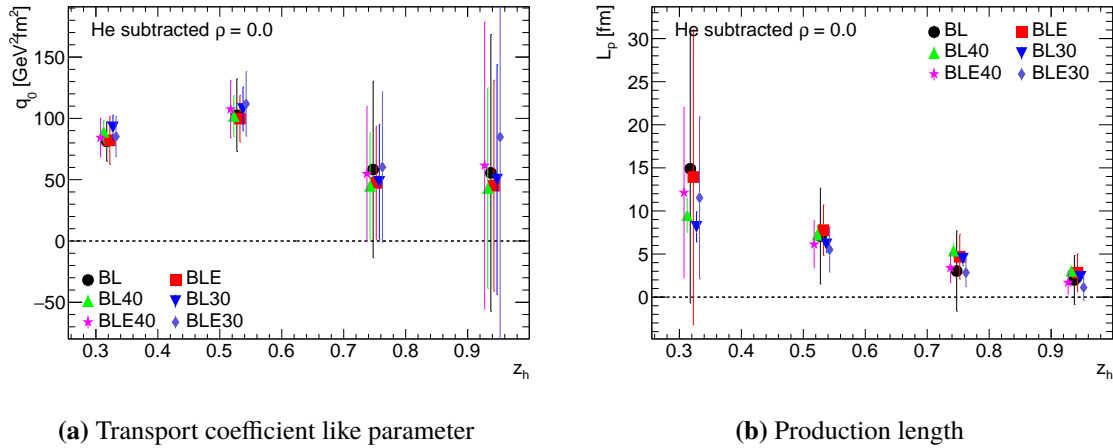 He subtracted ρ = 0.0
q₀ [GeV²fm²]
150
100
50
0
−50
BL
BLE
BL40
BL30
BLE40
BLE30
0.3 0.4 0.5 0.6 0.7 0.8 0.9
z_h
(a) Transport coefficient like parameter
He subtracted ρ = 0.0
L_p [fm]
30
25
20
15
10
5
0
BL
BLE
BL40
BL30
BLE40
BLE30
0.3 0.4 0.5 0.6 0.7 0.8 0.9
z_h
(b) Production length